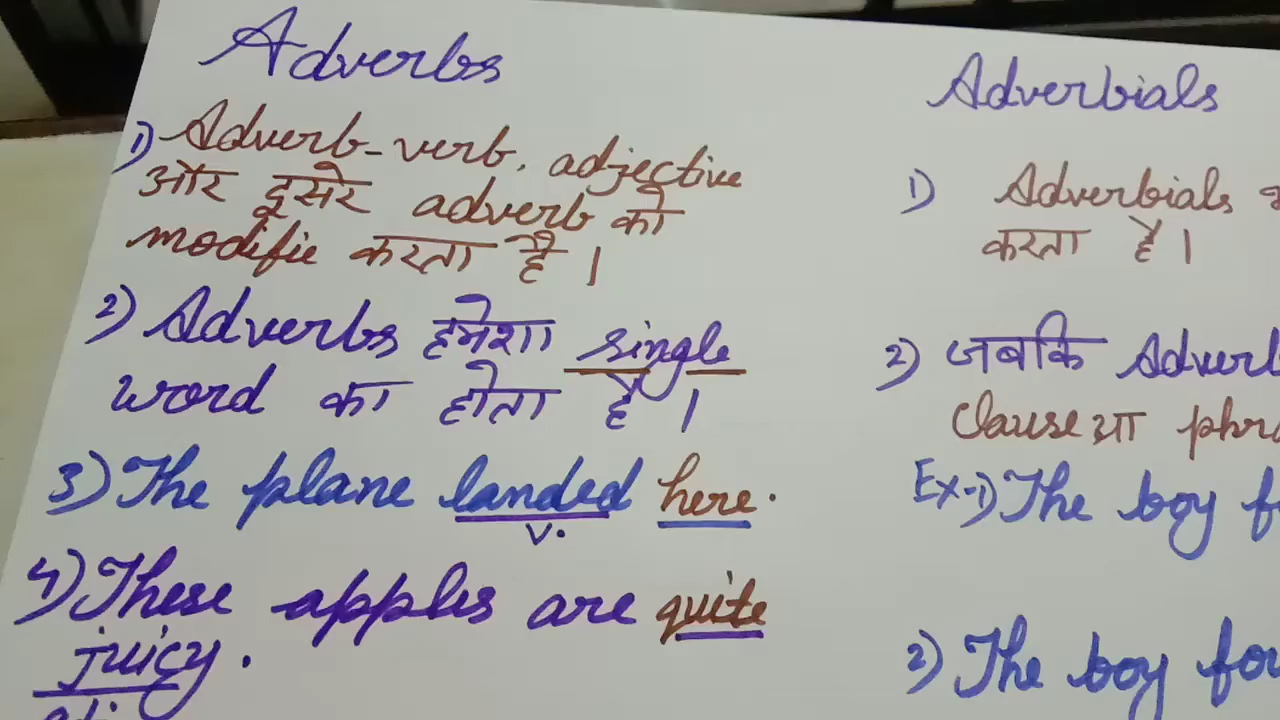 Adverbs
1) Adverb-verb, adjective
और दूसरे adverb को
modifie करता है।
2) Adverbs हमेशा single
word का होता है।
3) The plane landed here.
v.
4) These apples are quite
juicy.
Adverbials
1) Adverbials
करता है।
2) जबकि
Clause या
Ex-1) The boy
2) The boy